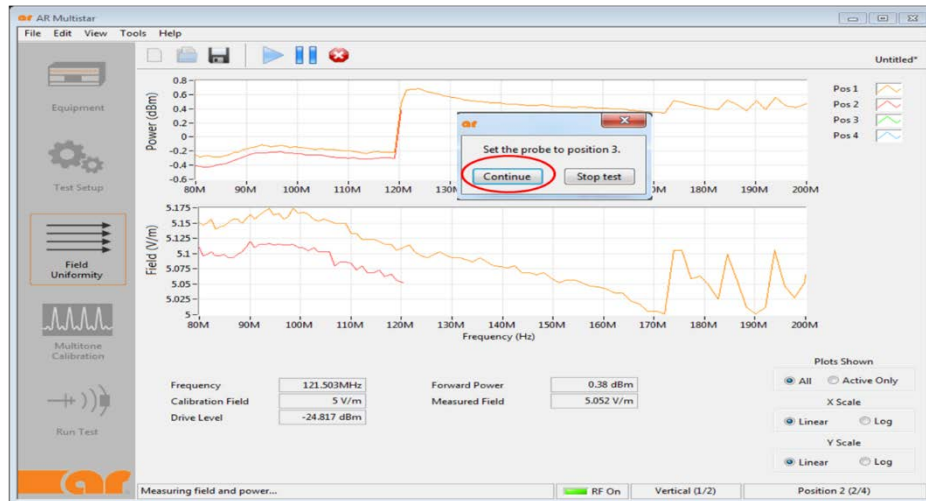 ar AR Multistar
File Edit View Tools Help
Untitled*
Equipment
Test Setup
Field
Uniformity
Multitone
Calibration
Run Test
ar
Power (dBm)
0.8
0.6
0.4
0.2
0
-0.2
-0.4
-0.6
80M 90M 100M 110M 120M 130M 200M
Pos 1
Pos 2
Pos 3
Pos 4
ar
Set the probe to position 3.
Continue Stop test
Field (V/m)
5.175
5.15
5.125
5.1
5.075
5.05
5.025
5
80M 90M 100M 110M 120M 130M 140M 150M 160M 170M 180M 190M 200M
Frequency (Hz)
Frequency 121.503MHz Forward Power 0.38 dBm
Calibration Field 5 V/m Measured Field 5.052 V/m
Drive Level -24.817 dBm
Plots Shown
All Active Only
X Scale
Linear Log
Y Scale
Linear Log
Measuring field and power... RF On Vertical (1/2) Position 2 (2/4)